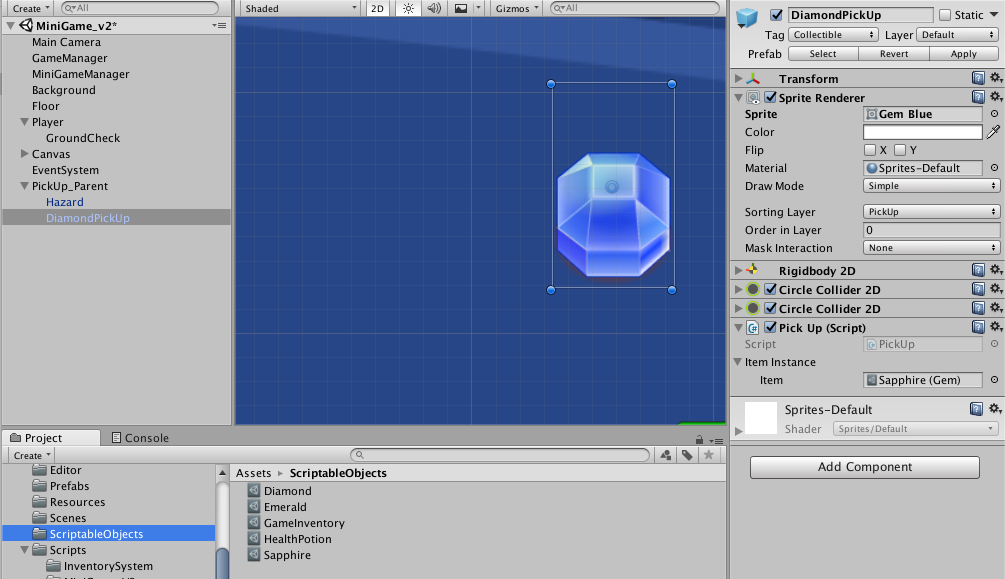 Create
All
MiniGame_v2*
Main Camera
GameManager
MiniGameManager
Background
Floor
Player
GroundCheck
Canvas
EventSystem
PickUp_Parent
Hazard
DiamondPickUp
Shaded
2D
Gizmos
All
DiamondPickUp
Static
Tag Collectible Layer Default
Prefab Select Revert Apply
Transform
Sprite Renderer
Sprite Gem Blue
Color
Flip X Y
Material Sprites-Default
Draw Mode Simple
Sorting Layer PickUp
Order in Layer 0
Mask Interaction None
Rigidbody 2D
Circle Collider 2D
Circle Collider 2D
Pick Up (Script)
Script PickUp
Item Instance
Item Sapphire (Gem)
Sprites-Default
Shader Sprites/Default
Add Component
Project Console
Create
Editor
Prefabs
Resources
Scenes
ScriptableObjects
Scripts
InventorySystem
Assets ScriptableObjects
Diamond
Emerald
GameInventory
HealthPotion
Sapphire